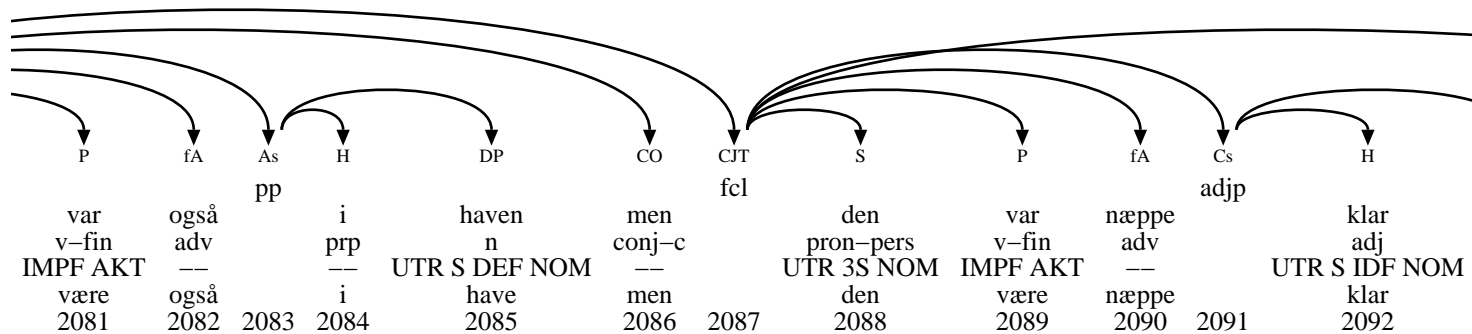 P fA As H DP CO CJT S P fA Cs H
pp fcl adjp
var også i haven men den var næppe klar
v−fin adv prp n conj−c pron−pers v−fin adv adj
IMPF AKT −− −− UTR S DEF NOM −− UTR 3S NOM IMPF AKT −− UTR S IDF NOM
være også i have men den være næppe klar
2081 2082 2083 2084 2085 2086 2087 2088 2089 2090 2091 2092